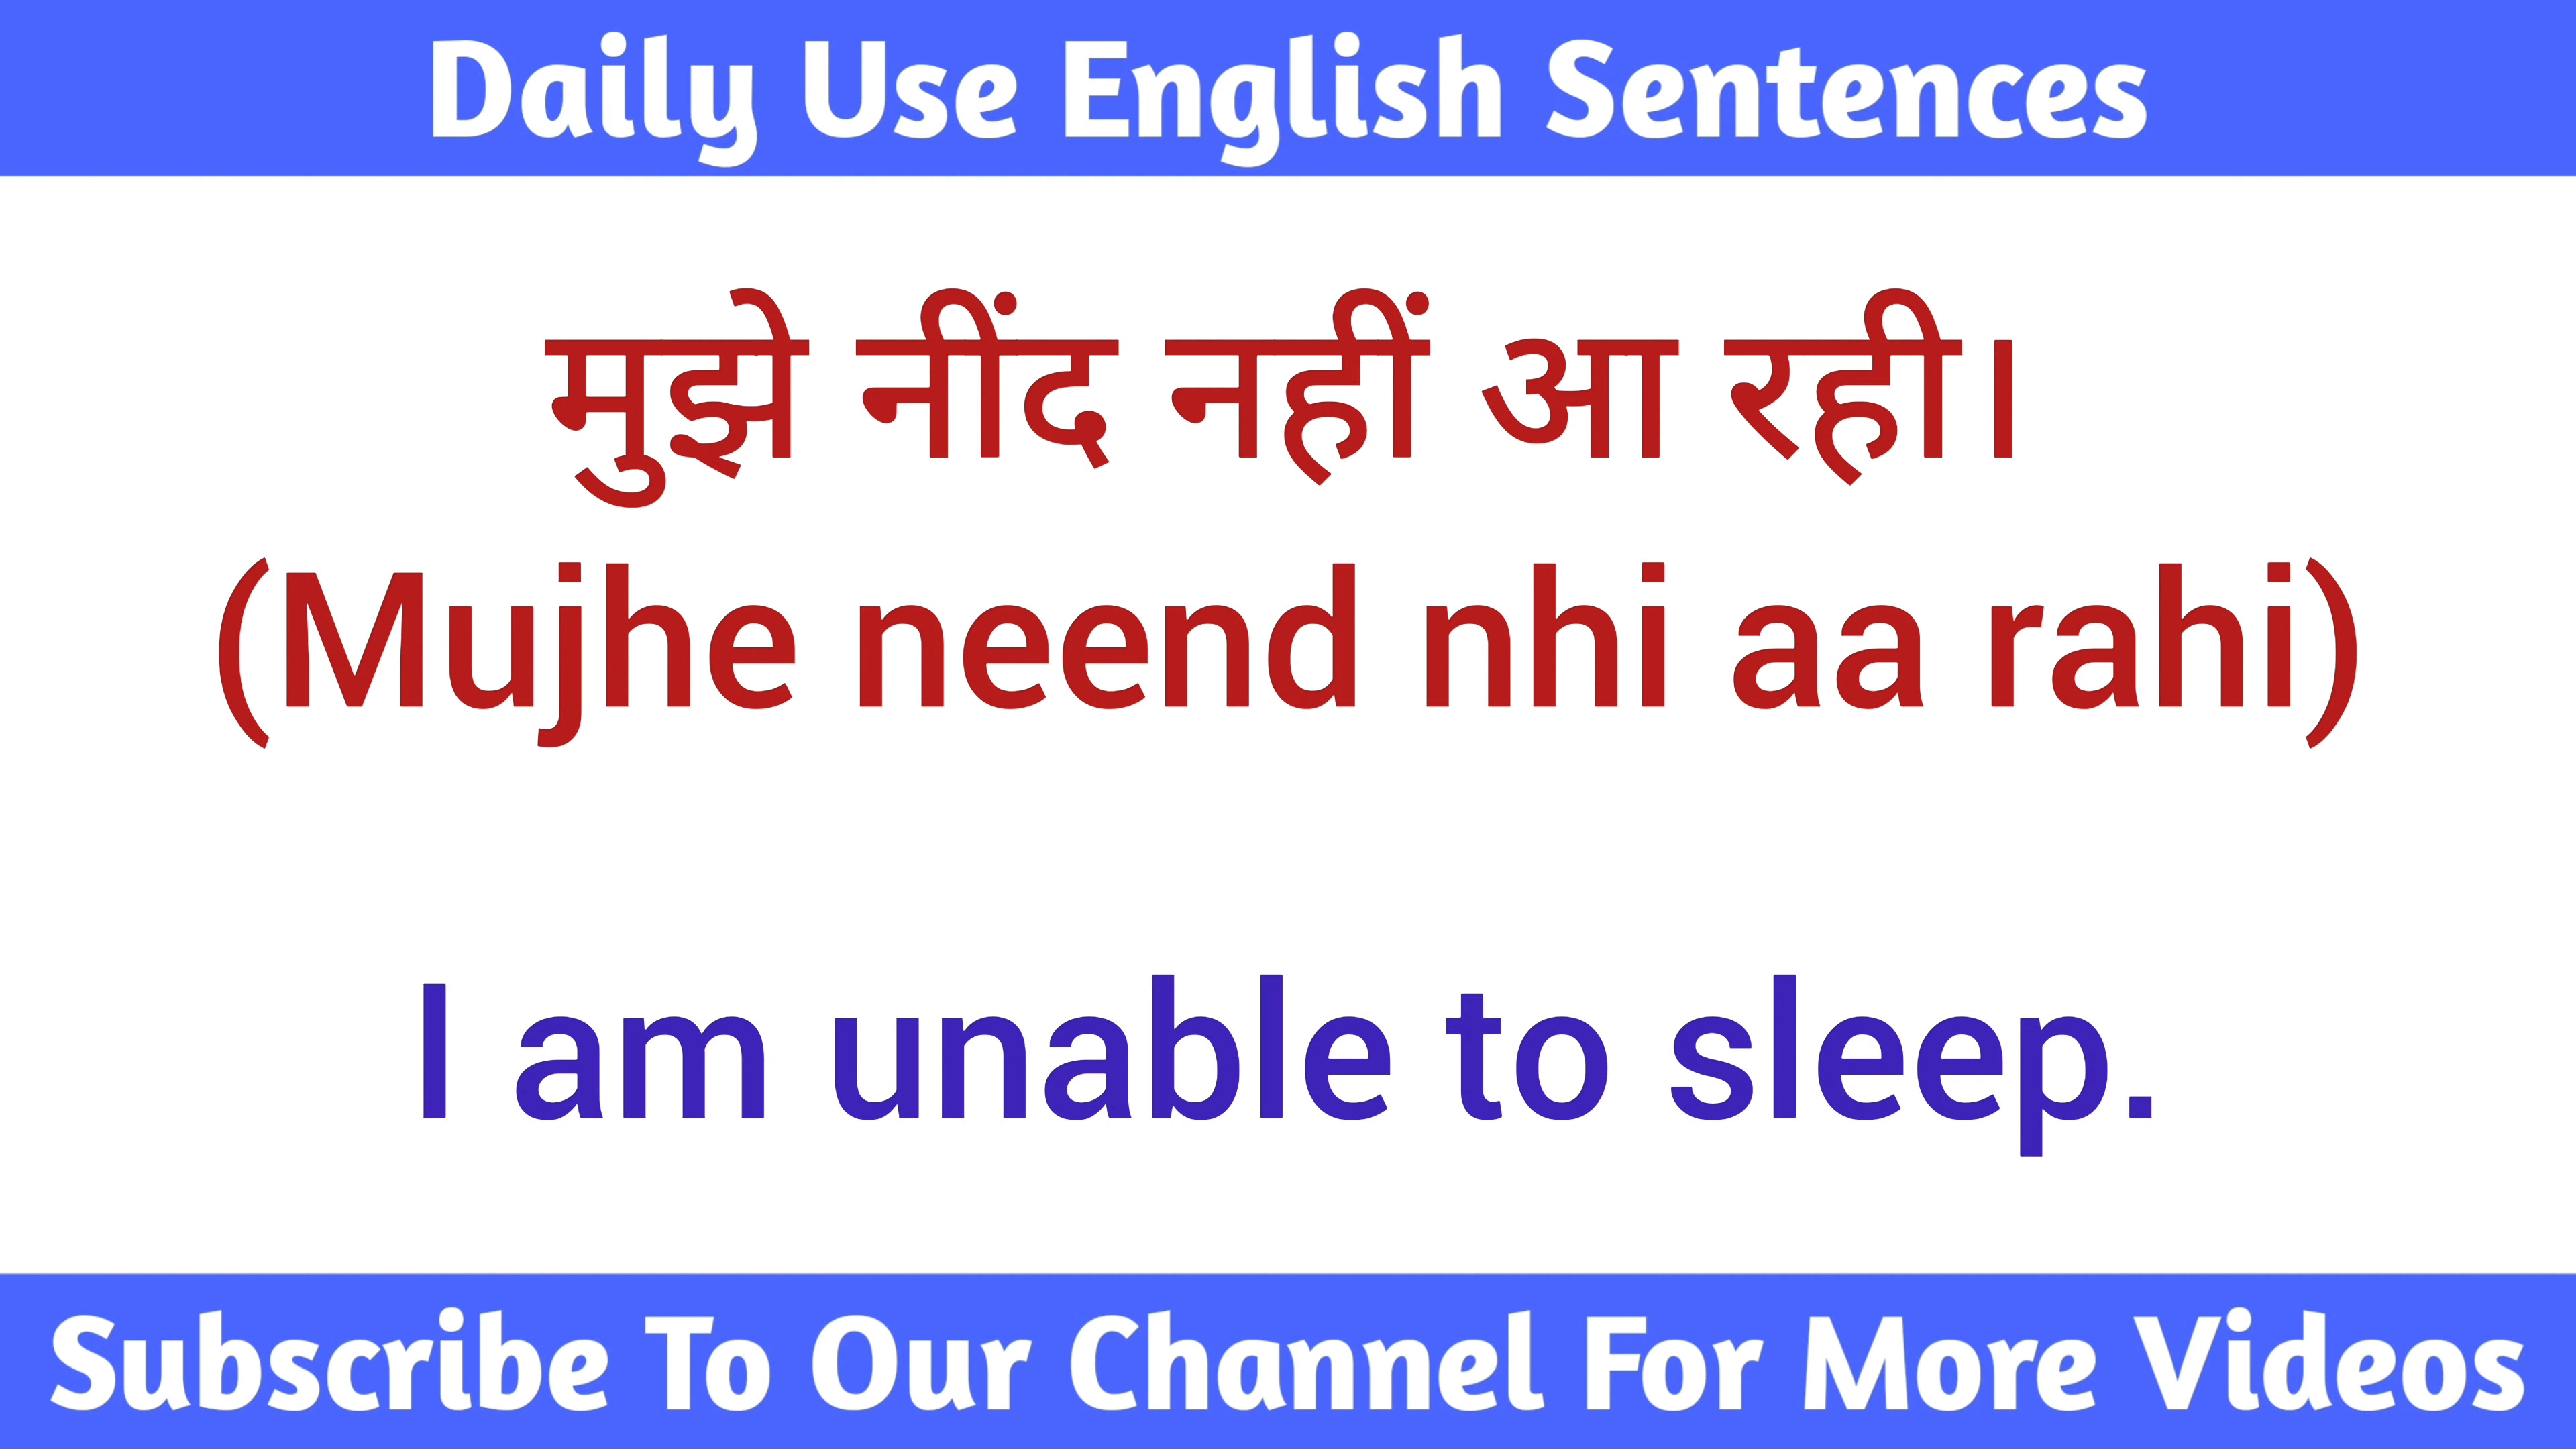 Daily Use English Sentences
मुझे नींद नहीं आ रही।
(Mujhe neend nhi aa rahi)
I am unable to sleep.
Subscribe To Our Channel For More Videos